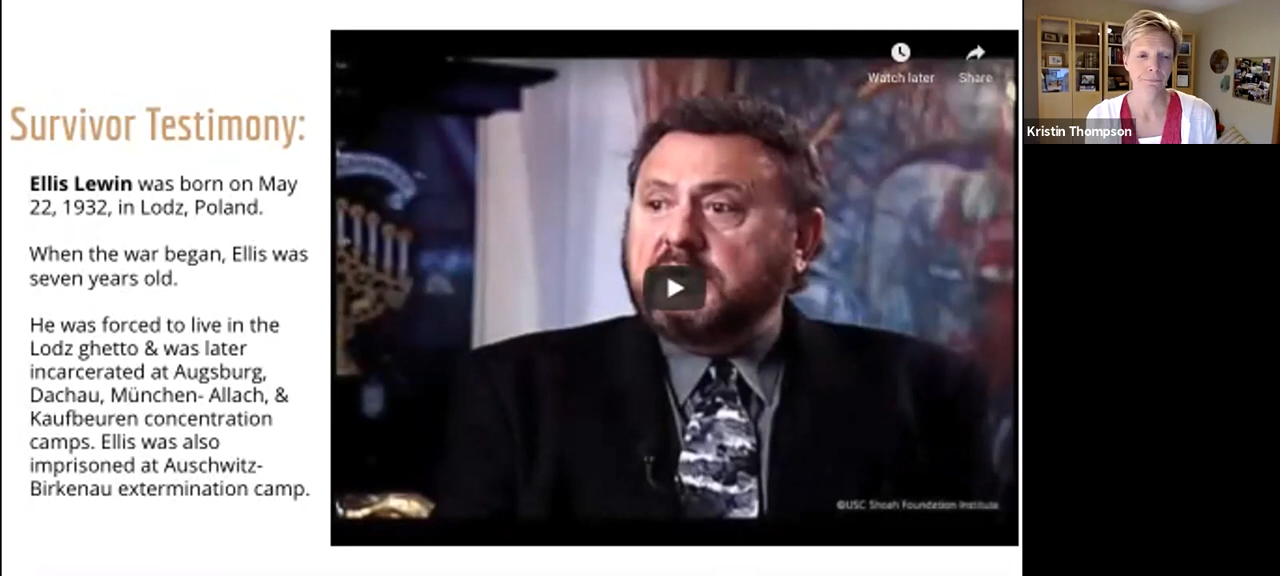 Survivor Testimony:
Ellis Lewin was born on May
22, 1932, in Lodz, Poland.
When the war began, Ellis was
seven years old.
He was forced to live in the
Lodz ghetto & was later
incarcerated at Augsburg,
Dachau, München- Allach, &
Kaufbeuren concentration
camps. Ellis was also
imprisoned at Auschwitz-
Birkenau extermination camp.
Watch later
Share
©USC Shoah Foundation Institute
Kristin Thompson